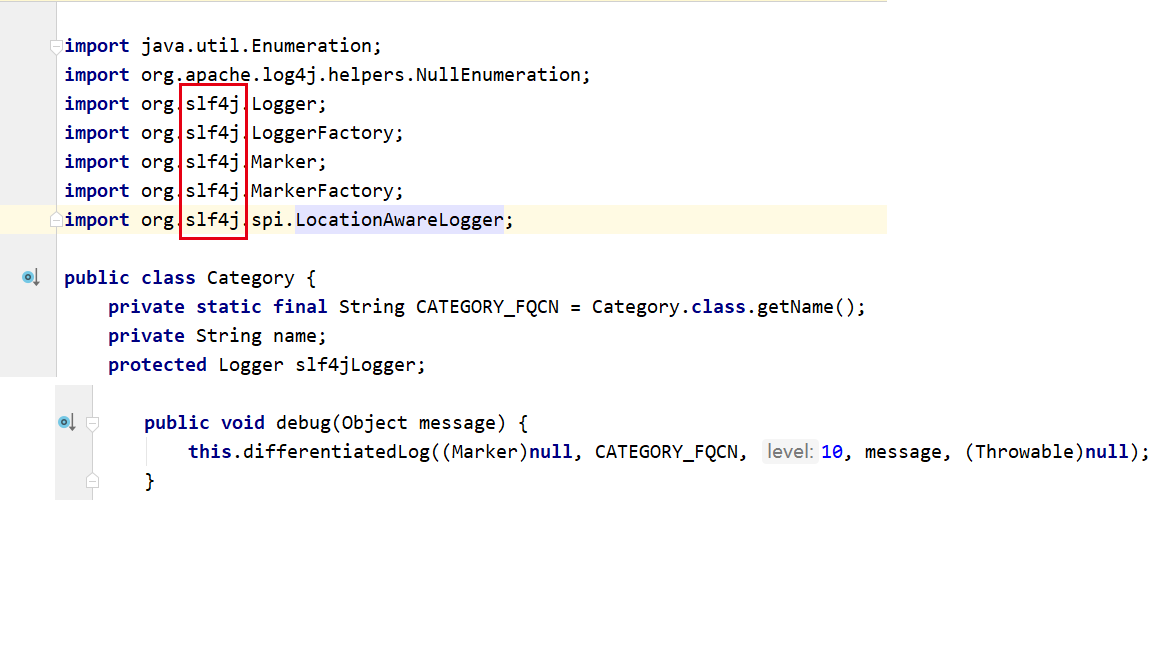 import java.util.Enumeration;
import org.apache.log4j.helpers.NullEnumeration;
import org.slf4j.Logger;
import org.slf4j.LoggerFactory;
import org.slf4j.Marker;
import org.slf4j.MarkerFactory;
import org.slf4j.spi.LocationAwareLogger;
public class Category {
private static final String CATEGORY_FQCN = Category.class.getName();
private String name;
protected Logger slf4jLogger;
public void debug(Object message) {
this.differentiatedLog((Marker)null, CATEGORY_FQCN, level: 10, message, (Throwable)null);
}